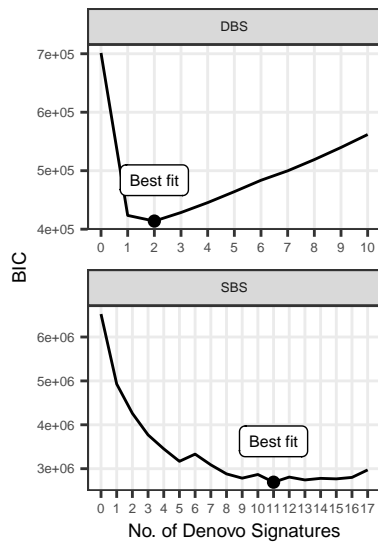 DBS
7e+05
6e+05
5e+05
4e+05
Best fit
0 1 2 3 4 5 6 7 8 9 10
BIC
SBS
6e+06
5e+06
4e+06
3e+06
Best fit
0 1 2 3 4 5 6 7 8 9 10 11 12 13 14 15 16 17
No. of Denovo Signatures